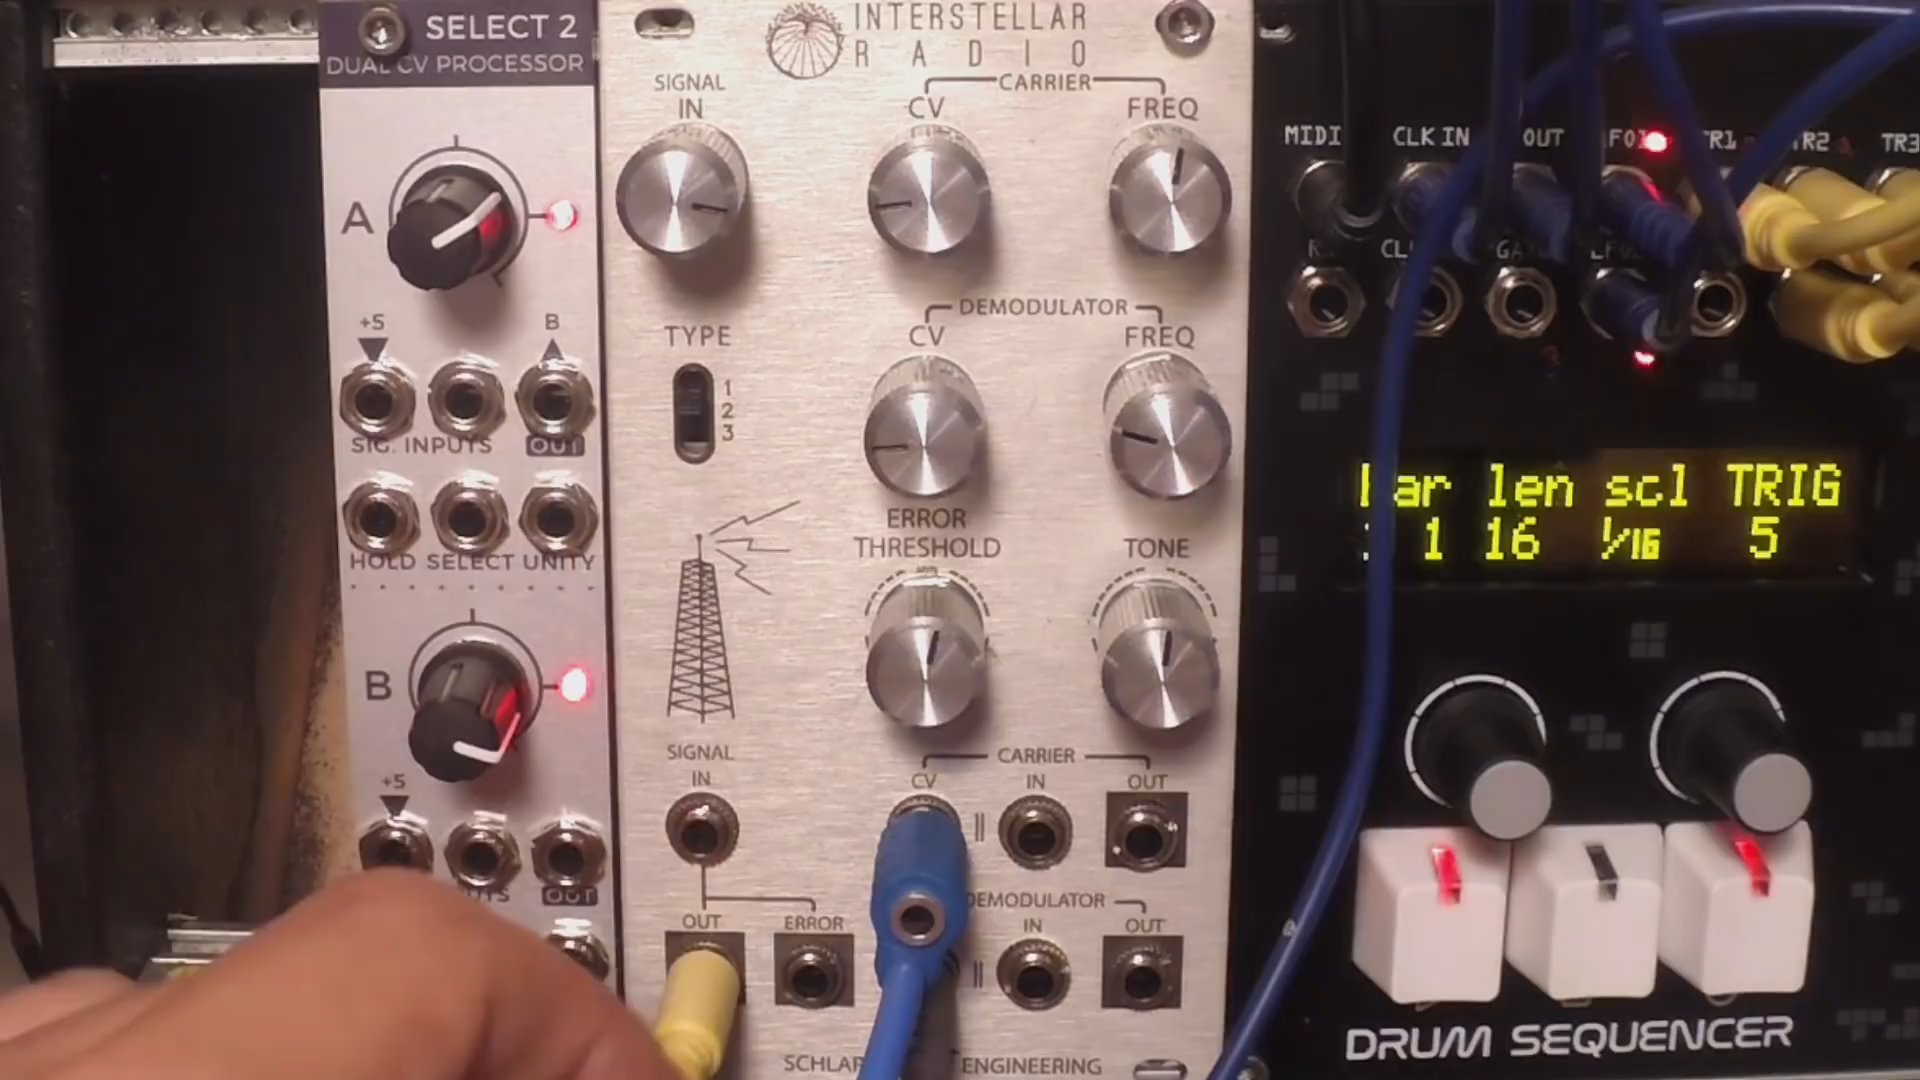 SELECT 2
DUAL CV PROCESSOR
A
+5
B
SIG. INPUTS
OUT
HOLD SELECT UNITY
B
+5
OUT
INTERSTELLAR
RADIO
SIGNAL
IN
CARRIER
CV
FREQ
TYPE
1
2
3
DEMODULATOR
CV
FREQ
ERROR
THRESHOLD
TONE
SIGNAL
IN
CARRIER
CV
IN
OUT
OUT
ERROR
DEMODULATOR
IN
OUT
ENGINEERING
MIDI
CLK IN
OUT
TR2
TR3
len scl TRIG
1 16 1/16 5
DRUM SEQUENCER